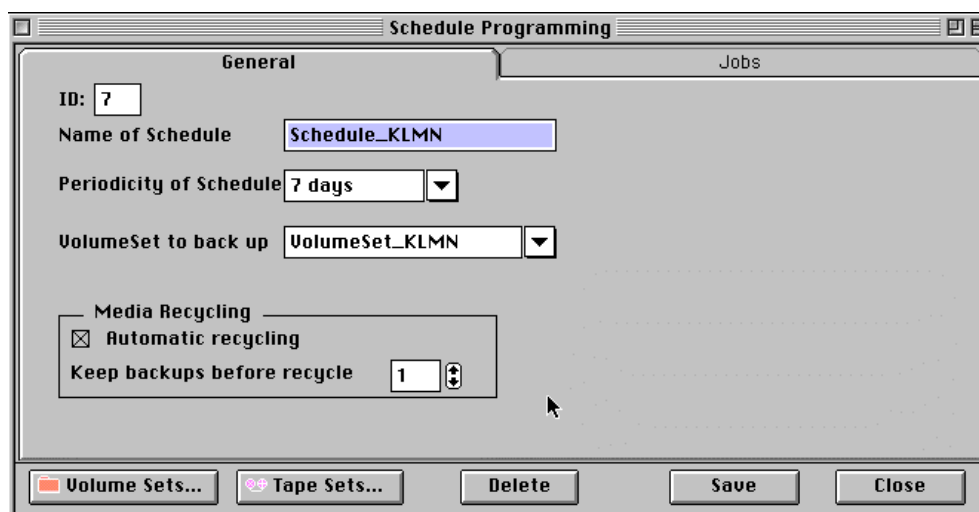 Schedule Programming
General Jobs
ID: 7
Name of Schedule Schedule_KLMN
Periodicity of Schedule 7 days
VolumeSet to back up VolumeSet_KLMN
Media Recycling
Automatic recycling
Keep backups before recycle 1
Volume Sets... Tape Sets... Delete Save Close